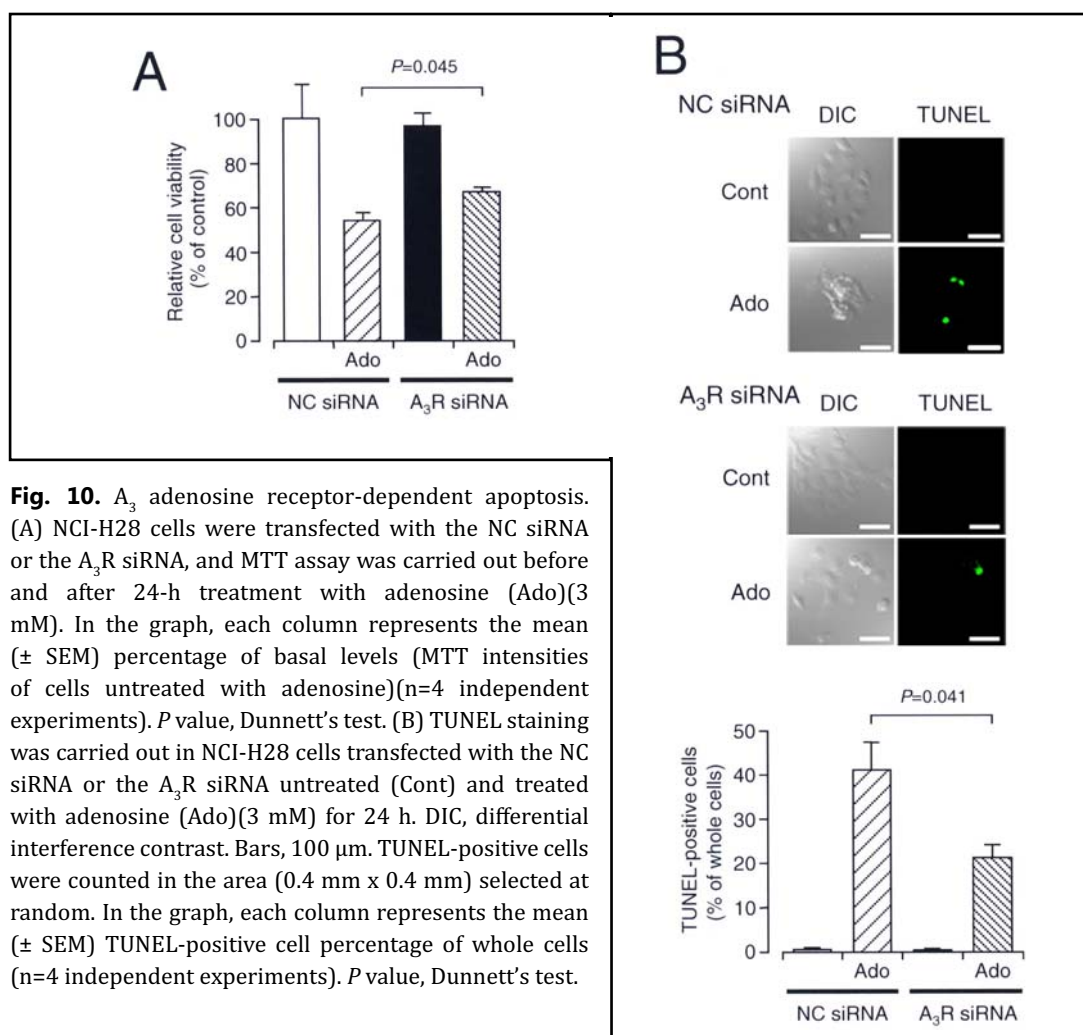 A
P=0.045
Relative cell viability
(% of control)
100
80
60
40
20
0
Ado
Ado
NC siRNA
A₃R siRNA
B
NC siRNA
DIC
TUNEL
Cont
Ado
A₃R siRNA
DIC
TUNEL
Cont
Ado
P=0.041
TUNEL-positive cells
(% of whole cells)
50
40
30
20
10
0
Ado
Ado
NC siRNA
A₃R siRNA
Fig. 10. A₃ adenosine receptor-dependent apoptosis.
(A) NCI-H28 cells were transfected with the NC siRNA
or the A₃R siRNA, and MTT assay was carried out before
and after 24-h treatment with adenosine (Ado)(3
mM). In the graph, each column represents the mean
(± SEM) percentage of basal levels (MTT intensities
of cells untreated with adenosine)(n=4 independent
experiments). P value, Dunnett’s test. (B) TUNEL staining
was carried out in NCI-H28 cells transfected with the NC
siRNA or the A₃R siRNA untreated (Cont) and treated
with adenosine (Ado)(3 mM) for 24 h. DIC, differential
interference contrast. Bars, 100 μm. TUNEL-positive cells
were counted in the area (0.4 mm x 0.4 mm) selected at
random. In the graph, each column represents the mean
(± SEM) TUNEL-positive cell percentage of whole cells
(n=4 independent experiments). P value, Dunnett’s test.